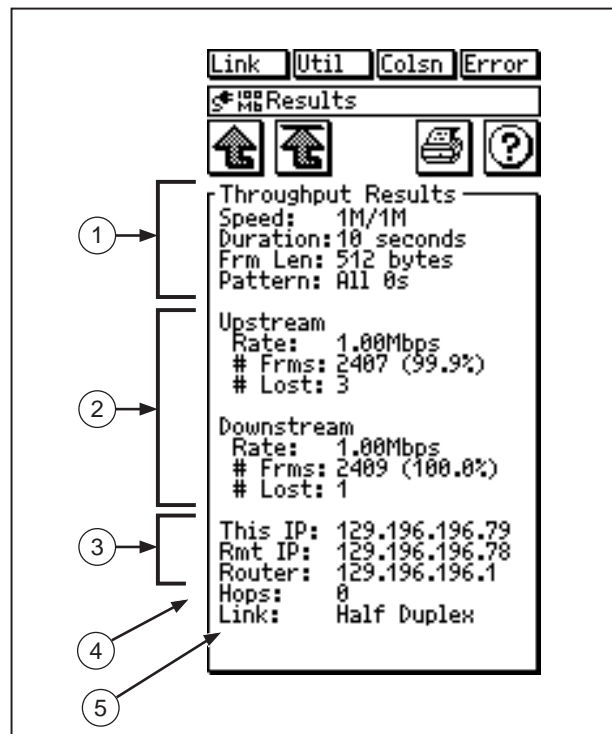 Link Util Colsn Error
100 Mb Results
?
Throughput Results
Speed: 1M/1M
Duration: 10 seconds
Frm Len: 512 bytes
Pattern: All 0s
1
Upstream
Rate: 1.00Mbps
# Frms: 2407 (99.9%)
# Lost: 3
2
Downstream
Rate: 1.00Mbps
# Frms: 2409 (100.0%)
# Lost: 1
This IP: 129.196.196.79
3
Rmt IP: 129.196.196.78
Router: 129.196.196.1
Hops: 0
Link: Half Duplex
4
5